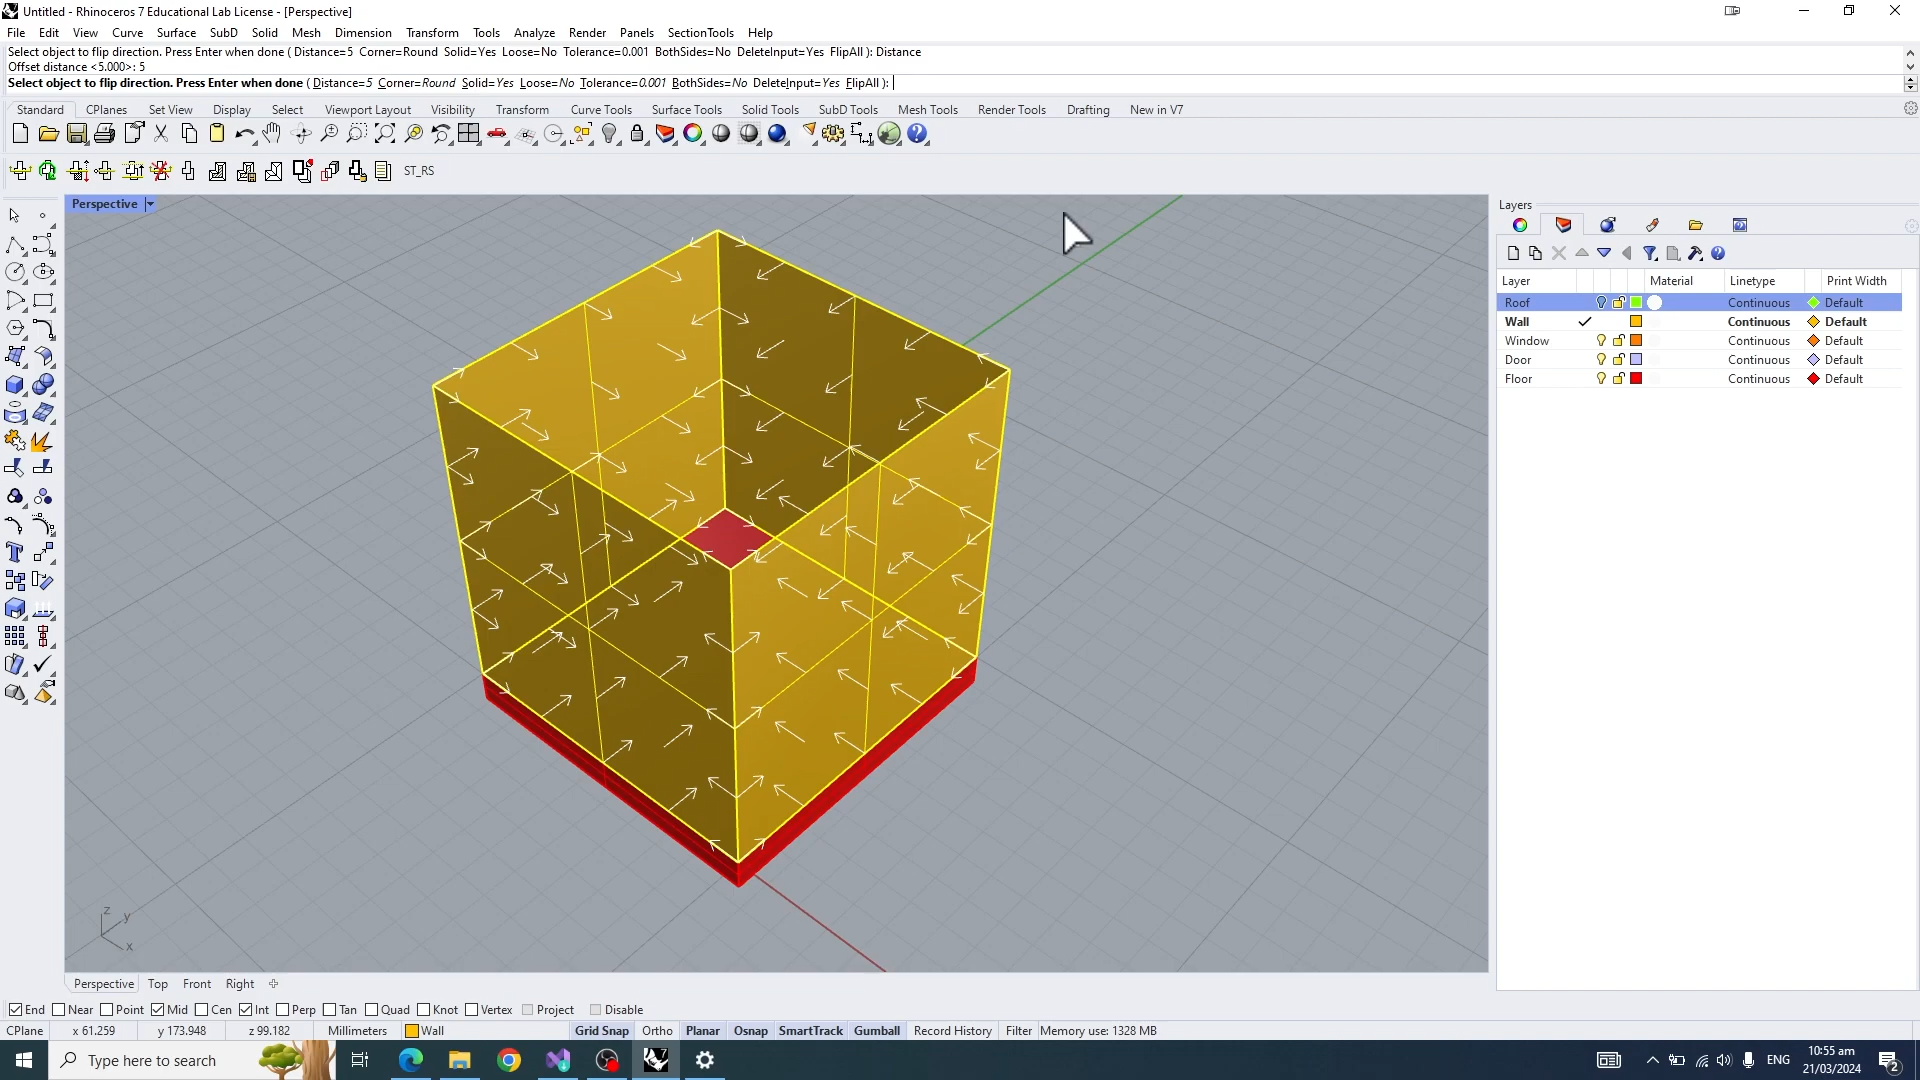 Untitled - Rhinoceros 7 Educational Lab License - [Perspective]
File Edit View Curve Surface SubD Solid Mesh Dimension Transform Tools Analyze Render Panels SectionTools Help
Select object to flip direction. Press Enter when done ( Distance=5 Corner=Round Solid=Yes Loose=No Tolerance=0.001 BothSides=No DeleteInput=Yes FlipAll ): Distance
Offset distance <5.000>: 5
Select object to flip direction. Press Enter when done ( Distance=5 Corner=Round Solid=Yes Loose=No Tolerance=0.001 BothSides=No DeleteInput=Yes FlipAll ):
Standard CPlanes Set View Display Select Viewport Layout Visibility Transform Curve Tools Surface Tools Solid Tools SubD Tools Mesh Tools Render Tools Drafting New in V7
ST_RS
Perspective
Layers
Layer Material Linetype Print Width
Roof Continuous Default
Wall Continuous Default
Window Continuous Default
Door Continuous Default
Floor Continuous Default
z y x
Perspective Top Front Right
End Near Point Mid Cen Int Perp Tan Quad Knot Vertex Project Disable
CPlane x 61.259 y 173.948 z 99.182 Millimeters Wall Grid Snap Ortho Planar Osnap SmartTrack Gumball Record History Filter Memory use: 1328 MB
Type here to search
ENG
10:55 am
21/03/2024
2